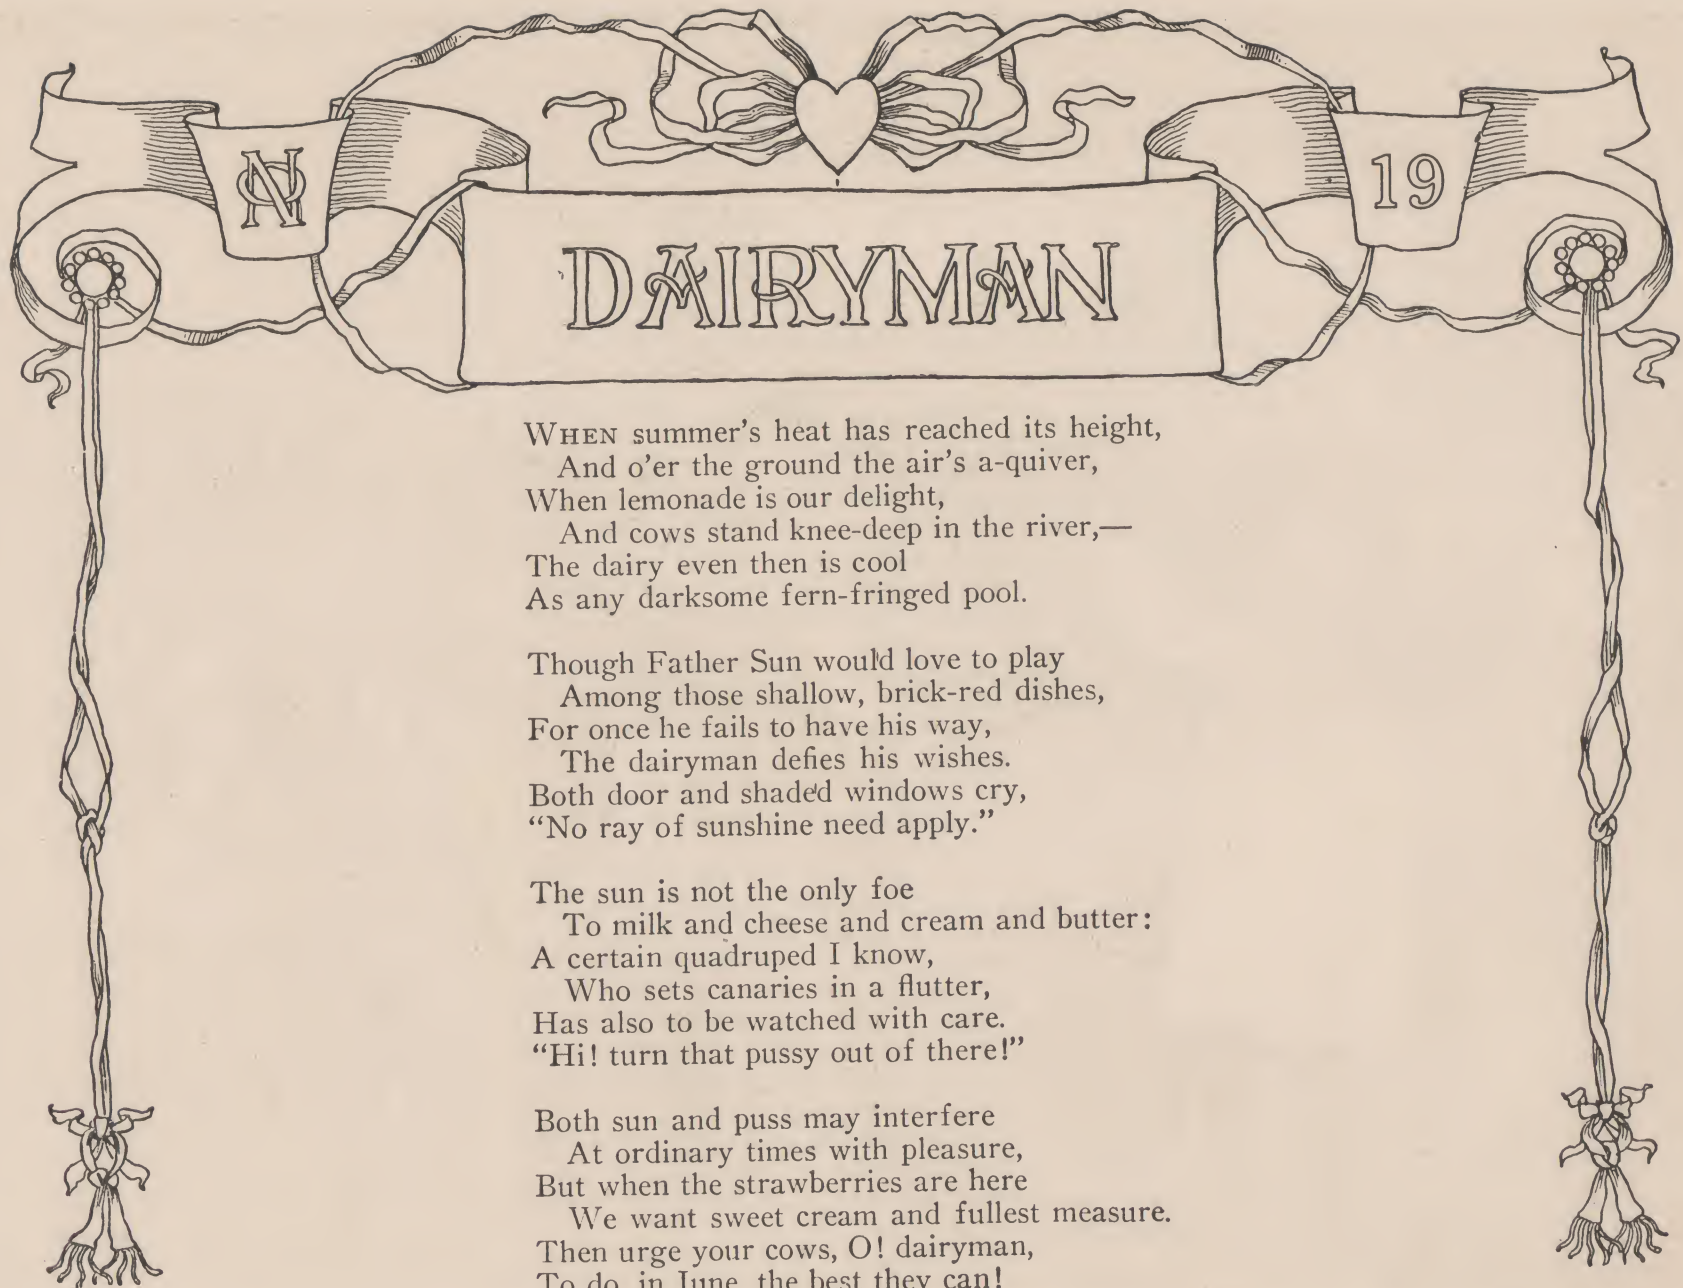 NO
19
DAIRYMAN
WHEN summer's heat has reached its height,
And o'er the ground the air's a-quiver,
When lemonade is our delight,
And cows stand knee-deep in the river,—
The dairy even then is cool
As any darksome fern-fringed pool.
Though Father Sun would love to play
Among those shallow, brick-red dishes,
For once he fails to have his way,
The dairyman defies his wishes.
Both door and shaded windows cry,
“No ray of sunshine need apply.”
The sun is not the only foe
To milk and cheese and cream and butter:
A certain quadruped I know,
Who sets canaries in a flutter,
Has also to be watched with care.
“Hi! turn that pussy out of there!”
Both sun and puss may interfere
At ordinary times with pleasure,
But when the strawberries are here
We want sweet cream and fullest measure.
Then urge your cows, O! dairyman,
To do, in June, the best they can!